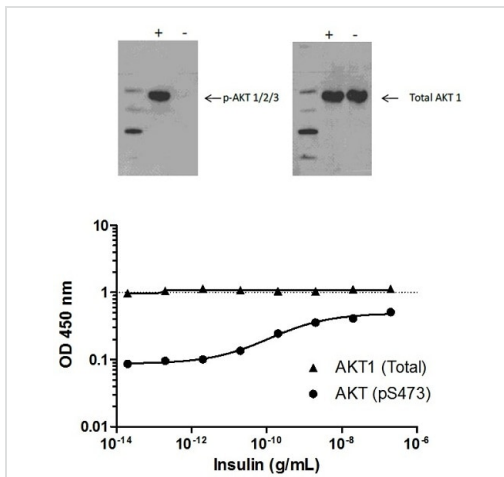 + -
+ -
p-AKT 1/2/3
Total AKT 1
OD 450 nm
10
1
0.1
0.01
AKT1 (Total)
AKT (pS473)
10⁻¹⁴ 10⁻¹² 10⁻¹⁰ 10⁻⁸ 10⁻⁶
Insulin (g/mL)